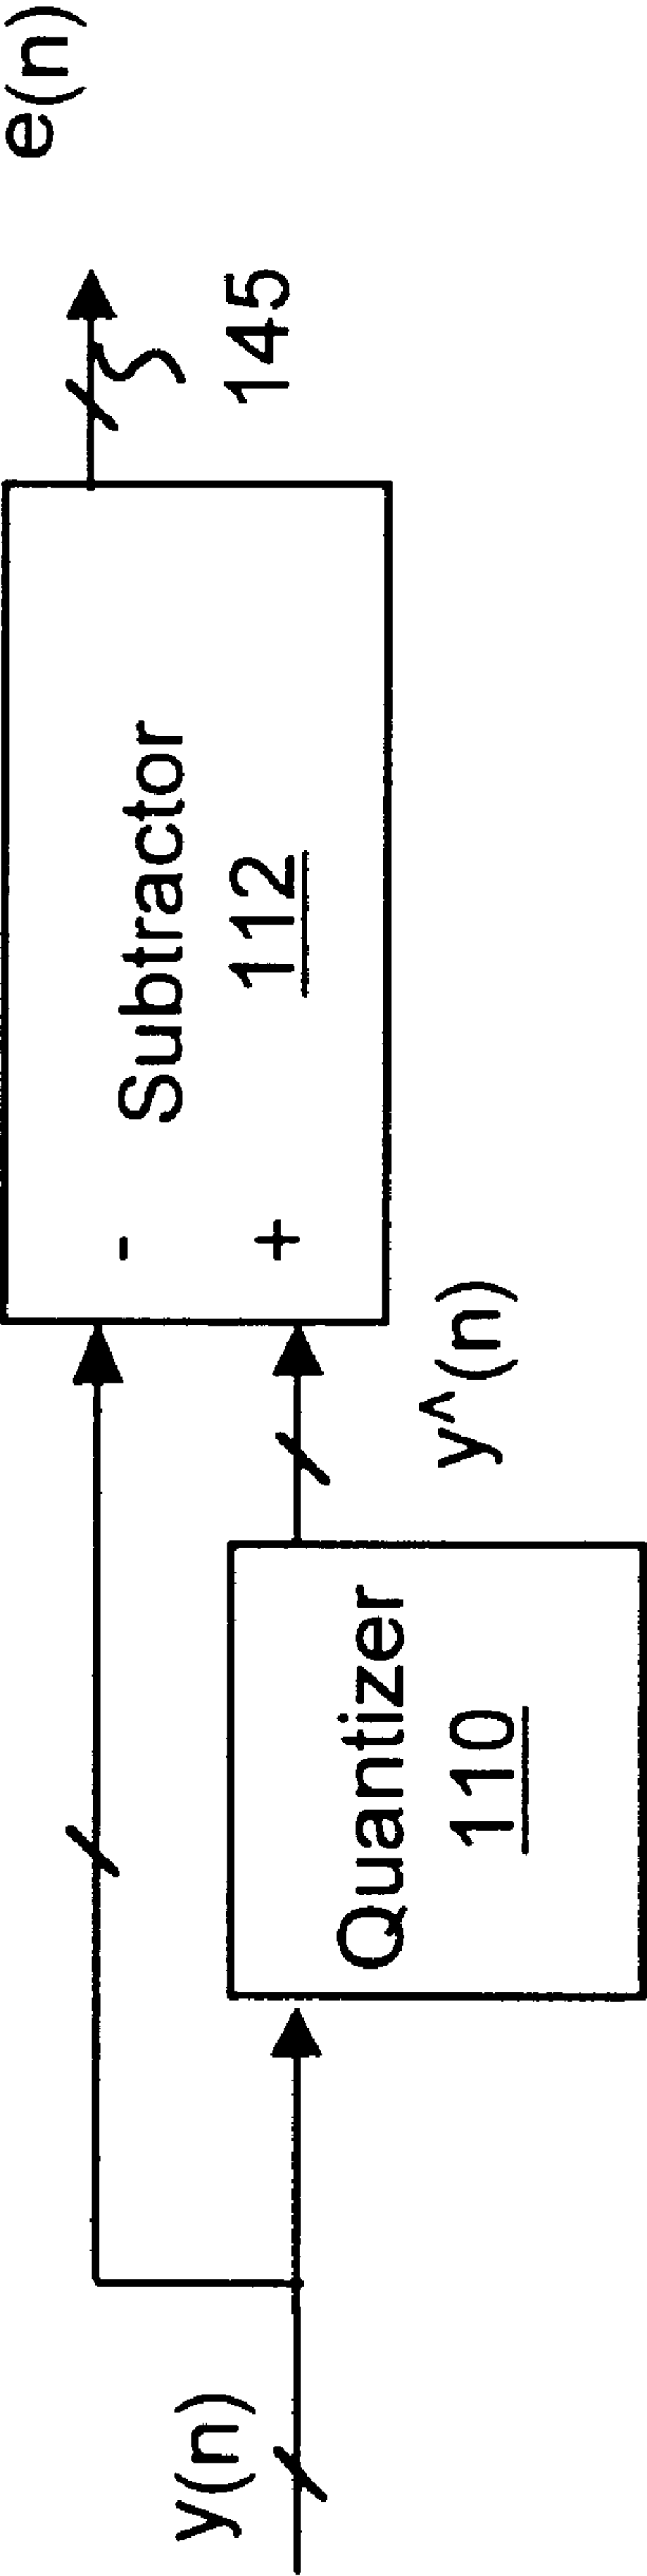 y(n)
Quantizer
110
y^(n)
-
+
Subtractor
112
145
e(n)